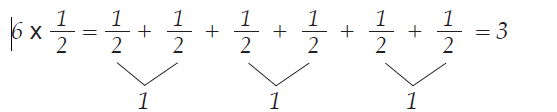 6 x 1/2 = 1/2 + 1/2 + 1/2 + 1/2 + 1/2 + 1/2 = 3
1 1 1